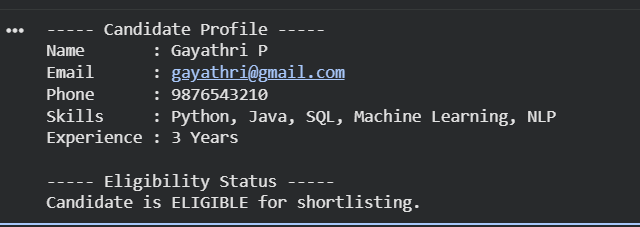 ----- Candidate Profile -----
Name       : Gayathri P
Email      : gayathri@gmail.com
Phone      : 9876543210
Skills     : Python, Java, SQL, Machine Learning, NLP
Experience : 3 Years

----- Eligibility Status -----
Candidate is ELIGIBLE for shortlisting.